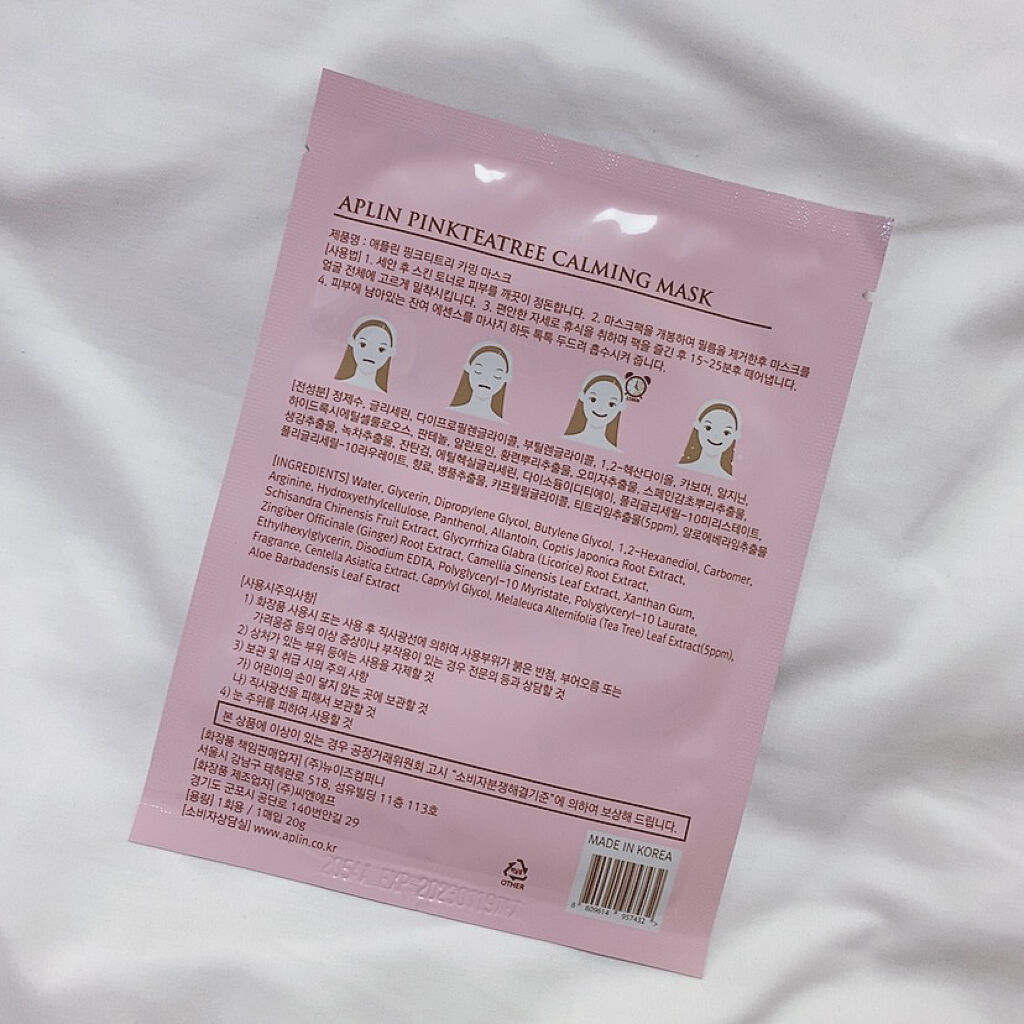 APLIN PINKTEATREE CALMING MASK
제품명 : 애플린 핑크티트리 카밍 마스크
[사용법] 1. 세안 후 스킨 토너로 피부를 깨끗이 정돈합니다. 2. 마스크팩을 개봉하여 필름을 제거한후 마스크를
얼굴 전체에 고르게 밀착시킵니다. 3. 편안한 자세로 휴식을 취하며 팩을 즐긴 후 15~25분후 떼어냅니다.
4. 피부에 남아있는 잔여 에센스를 마사지 하듯 톡톡 두드려 흡수시켜 줍니다.
[전성분] 정제수, 글리세린, 다이프로필렌글라이콜, 부틸렌글라이콜, 1,2-헥산다이올, 카보머, 알지닌,
하이드록시에틸셀룰로오스, 판테놀, 알란토인, 황련뿌리추출물, 오미자추출물, 스페인감초뿌리추출물,
생강추출물, 녹차추출물, 잔탄검, 에틸헥실글리세린, 다이소듐이디티에이, 폴리글리세릴-10미리스테이트,
폴리글리세릴-10라우레이트, 향료, 병풀추출물, 카프릴릴글라이콜, 티트리잎추출물(5ppm), 알로에베라잎추출물
[INGREDIENTS] Water, Glycerin, Dipropylene Glycol, Butylene Glycol, 1,2-Hexanediol, Carbomer,
Arginine, Hydroxyethylcellulose, Panthenol, Allantoin, Coptis Japonica Root Extract,
Schisandra Chinensis Fruit Extract, Glycyrrhiza Glabra (Licorice) Root Extract,
Zingiber Officinale (Ginger) Root Extract, Camellia Sinensis Leaf Extract, Xanthan Gum,
Ethylhexylglycerin, Disodium EDTA, Polyglyceryl-10 Myristate, Polyglyceryl-10 Laurate,
Fragrance, Centella Asiatica Extract, Caprylyl Glycol, Melaleuca Alternifolia (Tea Tree) Leaf Extract(5ppm),
Aloe Barbadensis Leaf Extract
[사용시주의사항]
1) 화장품 사용시 또는 사용 후 직사광선에 의하여 사용부위가 붉은 반점, 부어오름 또는
가려움증 등의 이상 증상이나 부작용이 있는 경우 전문의 등과 상담할 것
2) 상처가 있는 부위 등에는 사용을 자제할 것
3) 보관 및 취급 시의 주의 사항
가) 어린이의 손이 닿지 않는 곳에 보관할 것
나) 직사광선을 피해서 보관할 것
4) 눈 주위를 피하여 사용할 것
본 상품에 이상이 있는 경우 공정거래위원회 고시 "소비자분쟁해결기준"에 의하여 보상해 드립니다.
[화장품 책임판매업자] (주)뉴이즈컴퍼니
서울시 강남구 테헤란로 518, 섬유빌딩 11층 113호
[화장품 제조업자] (주)씨엔에프
경기도 군포시 공단로 140번안길 29
[용량] 1회용 / 1매입 20g
[소비자상담실] www.aplin.co.kr
MADE IN KOREA
OTHER
8 809614 957432 >